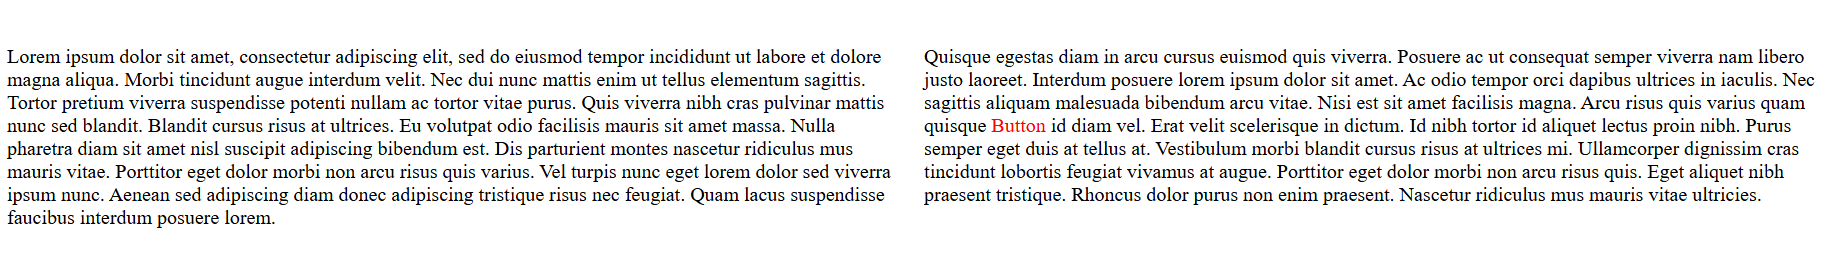 Lorem ipsum dolor sit amet, consectetur adipiscing elit, sed do eiusmod tempor incididunt ut labore et dolore
magna aliqua. Morbi tincidunt augue interdum velit. Nec dui nunc mattis enim ut tellus elementum sagittis.
Tortor pretium viverra suspendisse potenti nullam ac tortor vitae purus. Quis viverra nibh cras pulvinar mattis
nunc sed blandit. Blandit cursus risus at ultrices. Eu volutpat odio facilisis mauris sit amet massa. Nulla
pharetra diam sit amet nisl suscipit adipiscing bibendum est. Dis parturient montes nascetur ridiculus mus
mauris vitae. Porttitor eget dolor morbi non arcu risus quis varius. Vel turpis nunc eget lorem dolor sed viverra
ipsum nunc. Aenean sed adipiscing diam donec adipiscing tristique risus nec feugiat. Quam lacus suspendisse
faucibus interdum posuere lorem.
Quisque egestas diam in arcu cursus euismod quis viverra. Posuere ac ut consequat semper viverra nam libero
justo laoreet. Interdum posuere lorem ipsum dolor sit amet. Ac odio tempor orci dapibus ultrices in iaculis. Nec
sagittis aliquam malesuada bibendum arcu vitae. Nisi est sit amet facilisis magna. Arcu risus quis varius quam
quisque Button id diam vel. Erat velit scelerisque in dictum. Id nibh tortor id aliquet lectus proin nibh. Purus
semper eget duis at tellus at. Vestibulum morbi blandit cursus risus at ultrices mi. Ullamcorper dignissim cras
tincidunt lobortis feugiat vivamus at augue. Porttitor eget dolor morbi non arcu risus quis. Eget aliquet nibh
praesent tristique. Rhoncus dolor purus non enim praesent. Nascetur ridiculus mus mauris vitae ultricies.